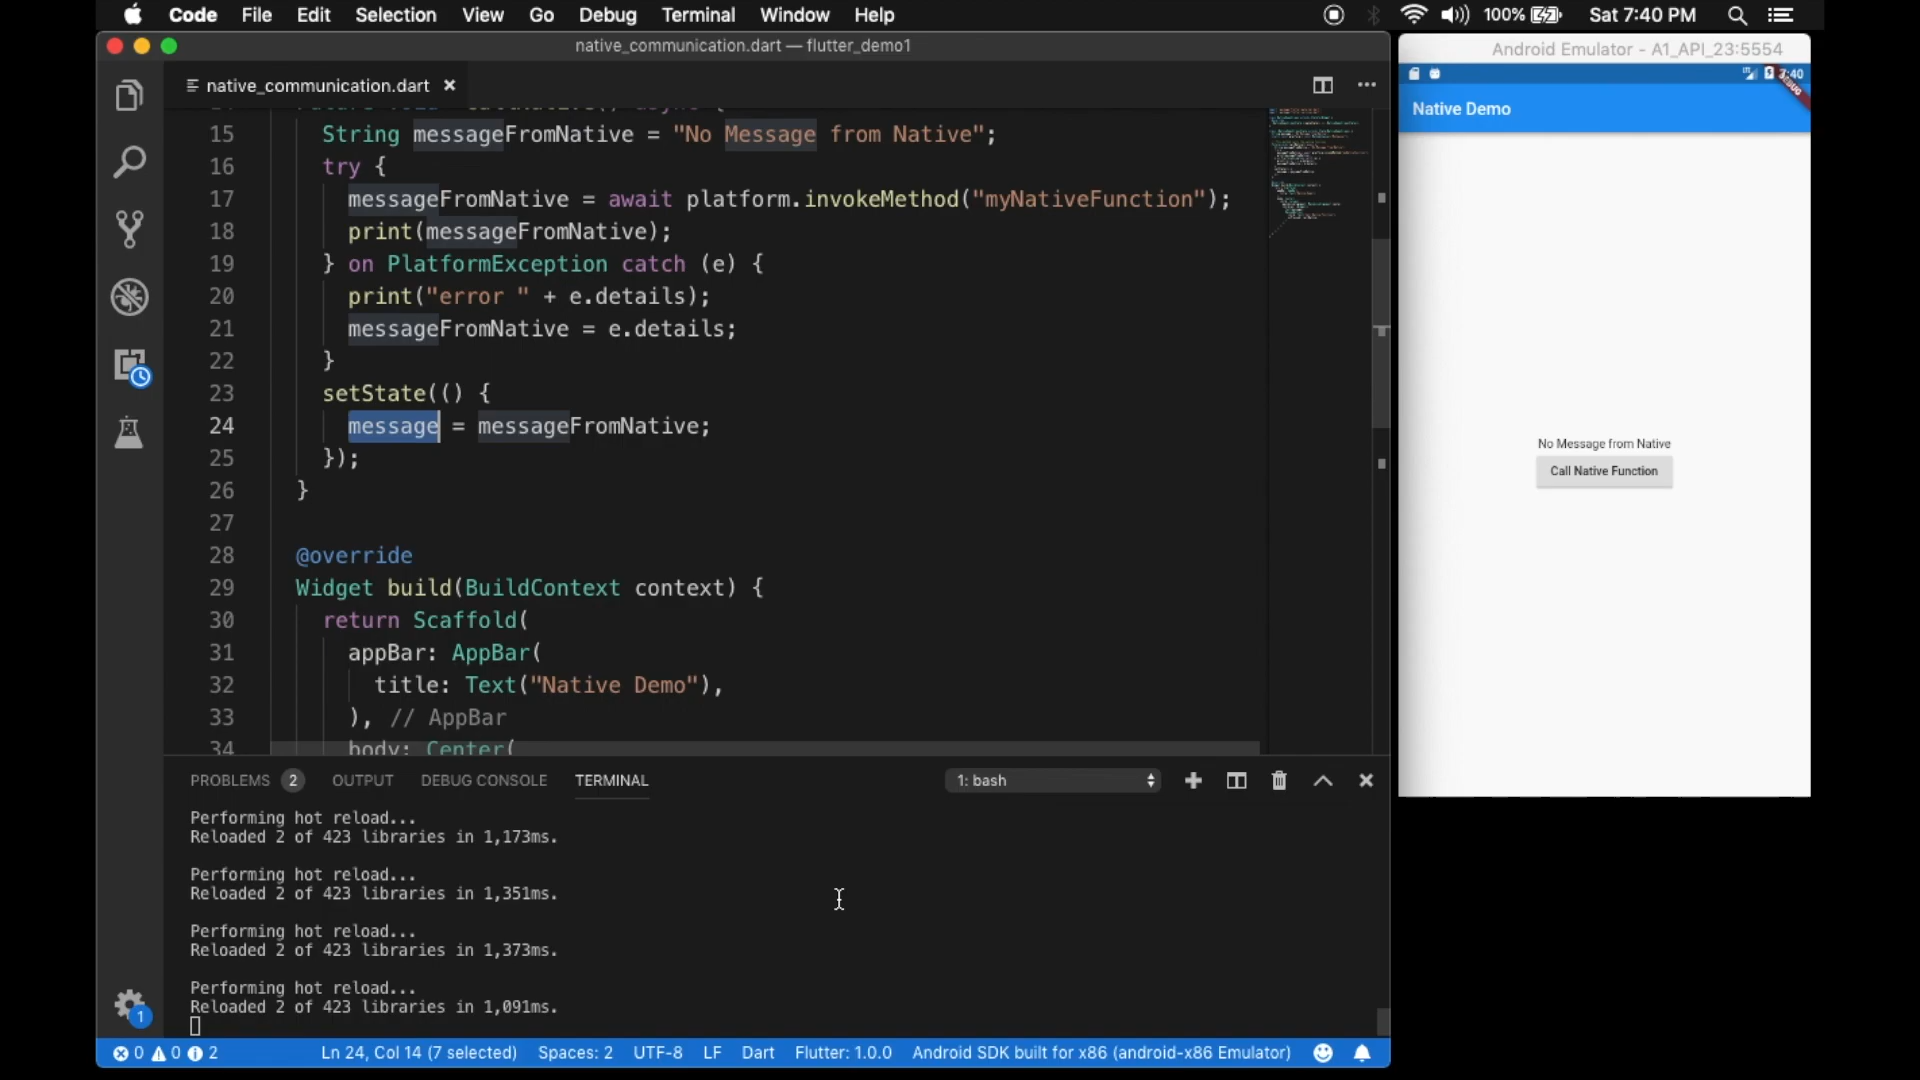 Code File Edit Selection View Go Debug Terminal Window Help 100% Sat 7:40 PM
native_communication.dart — flutter_demo1
native_communication.dart
15 String messageFromNative = "No Message from Native";
16 try {
17 messageFromNative = await platform.invokeMethod("myNativeFunction");
18 print(messageFromNative);
19 } on PlatformException catch (e) {
20 print("error " + e.details);
21 messageFromNative = e.details;
22 }
23 setState(() {
24 message = messageFromNative;
25 });
26 }
27
28 @override
29 Widget build(BuildContext context) {
30 return Scaffold(
31 appBar: AppBar(
32 title: Text("Native Demo"),
33 ), // AppBar
34 body: Center(
PROBLEMS 2 OUTPUT DEBUG CONSOLE TERMINAL 1: bash
Performing hot reload...
Reloaded 2 of 423 libraries in 1,173ms.
Performing hot reload...
Reloaded 2 of 423 libraries in 1,351ms.
Performing hot reload...
Reloaded 2 of 423 libraries in 1,373ms.
Performing hot reload...
Reloaded 2 of 423 libraries in 1,091ms.
1
0 0 2 Ln 24, Col 14 (7 selected) Spaces: 2 UTF-8 LF Dart Flutter: 1.0.0 Android SDK built for x86 (android-x86 Emulator)
Android Emulator - A1_API_23:5554
7:40
DEBUG
Native Demo
No Message from Native
Call Native Function